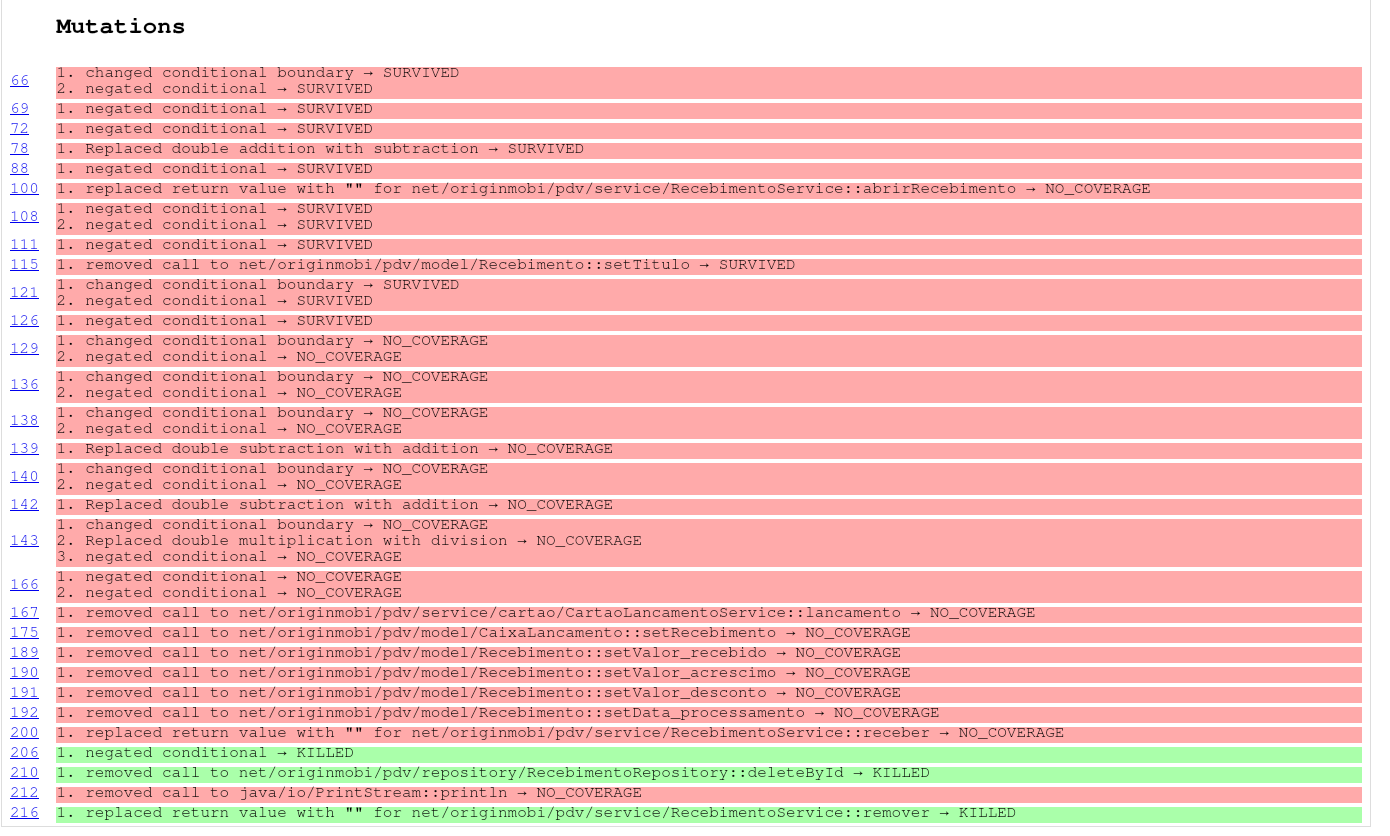 Mutations
66
1. changed conditional boundary → SURVIVED
2. negated conditional → SURVIVED
69 1. negated conditional → SURVIVED
72 1. negated conditional → SURVIVED
78 1. Replaced double addition with subtraction → SURVIVED
88 1. negated conditional → SURVIVED
100 1. replaced return value with "" for net/originmobi/pdv/service/RecebimentoService::abrirRecebimento → NO_COVERAGE
108
1. negated conditional → SURVIVED
2. negated conditional → SURVIVED
111 1. negated conditional → SURVIVED
115 1. removed call to net/originmobi/pdv/model/Recebimento::setTitulo → SURVIVED
121
1. changed conditional boundary → SURVIVED
2. negated conditional → SURVIVED
126 1. negated conditional → SURVIVED
129
1. changed conditional boundary → NO_COVERAGE
2. negated conditional → NO_COVERAGE
136
1. changed conditional boundary → NO_COVERAGE
2. negated conditional → NO_COVERAGE
138
1. changed conditional boundary → NO_COVERAGE
2. negated conditional → NO_COVERAGE
139 1. Replaced double subtraction with addition → NO_COVERAGE
140
1. changed conditional boundary → NO_COVERAGE
2. negated conditional → NO_COVERAGE
142 1. Replaced double subtraction with addition → NO_COVERAGE
143
1. changed conditional boundary → NO_COVERAGE
2. Replaced double multiplication with division → NO_COVERAGE
3. negated conditional → NO_COVERAGE
166
1. negated conditional → NO_COVERAGE
2. negated conditional → NO_COVERAGE
167 1. removed call to net/originmobi/pdv/service/cartao/CartaoLancamentoService::lancamento → NO_COVERAGE
175 1. removed call to net/originmobi/pdv/model/CaixaLancamento::setRecebimento → NO_COVERAGE
189 1. removed call to net/originmobi/pdv/model/Recebimento::setValor_recebido → NO_COVERAGE
190 1. removed call to net/originmobi/pdv/model/Recebimento::setValor_acrescimo → NO_COVERAGE
191 1. removed call to net/originmobi/pdv/model/Recebimento::setValor_desconto → NO_COVERAGE
192 1. removed call to net/originmobi/pdv/model/Recebimento::setData_processamento → NO_COVERAGE
200 1. replaced return value with "" for net/originmobi/pdv/service/RecebimentoService::receber → NO_COVERAGE
206 1. negated conditional → KILLED
210 1. removed call to net/originmobi/pdv/repository/RecebimentoRepository::deleteById → KILLED
212 1. removed call to java/io/PrintStream::println → NO_COVERAGE
216 1. replaced return value with "" for net/originmobi/pdv/service/RecebimentoService::remover → KILLED